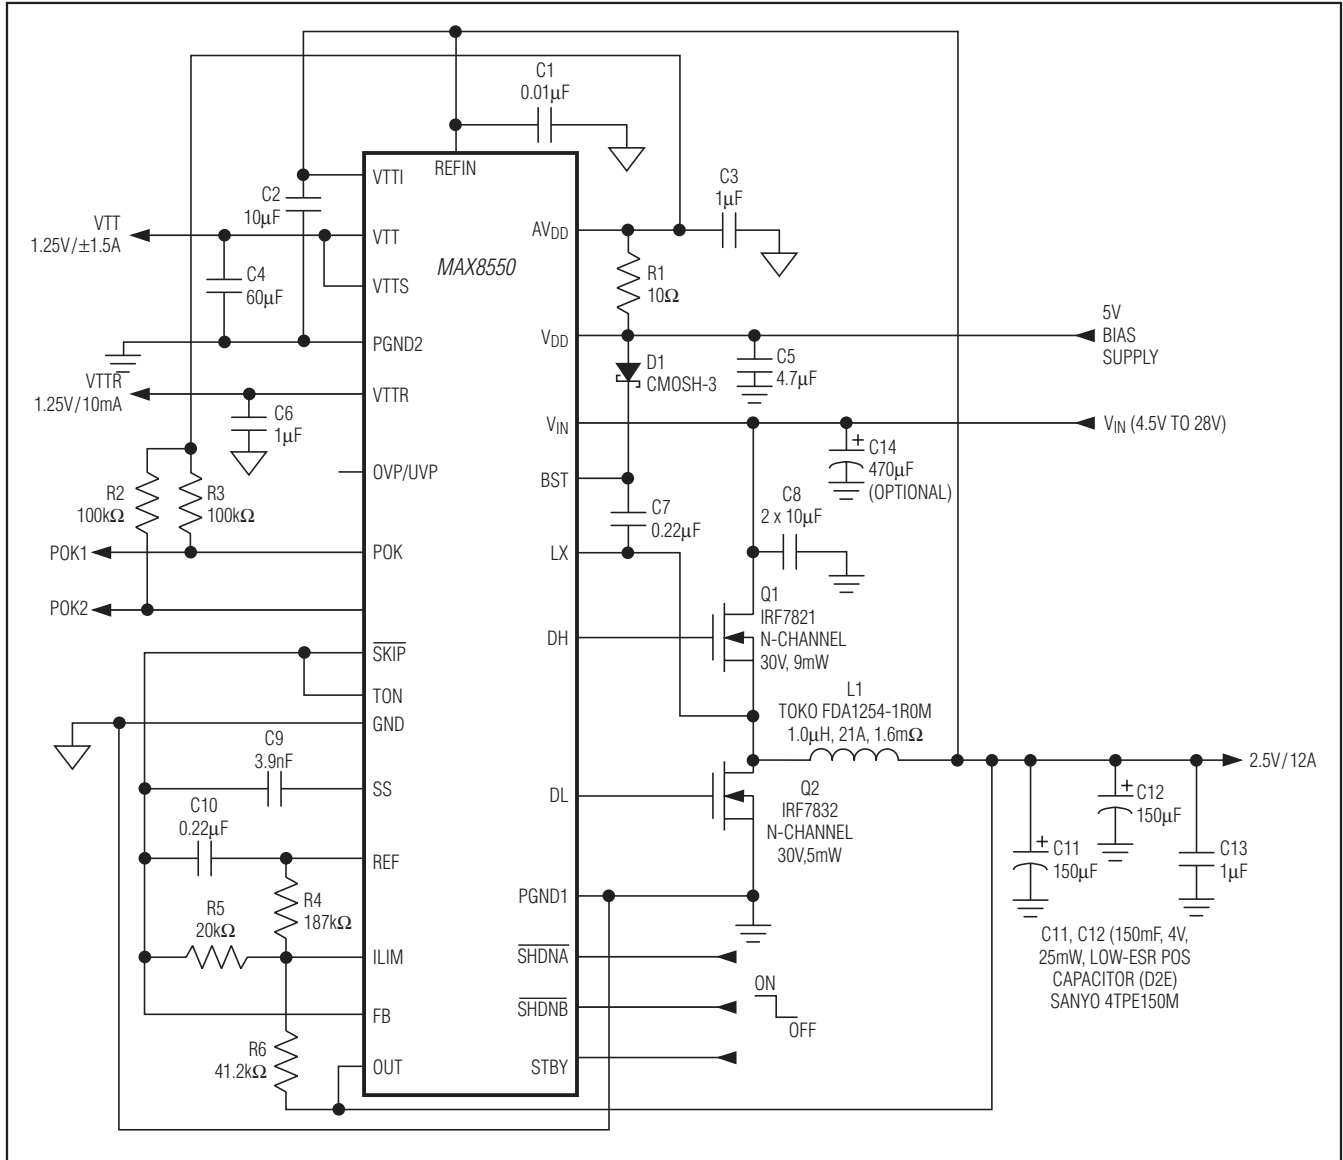 C1
0.01µF
REFIN
VTTI
C2
10µF
C3
1µF
VTT
1.25V/±1.5A
VTT
AVDD
MAX8550
C4
60µF
VTTS
R1
10Ω
5V
BIAS
SUPPLY
PGND2
VDD
D1
CMOSH-3
C5
4.7µF
VTTR
1.25V/10mA
VTTR
C6
1µF
VIN
VIN (4.5V TO 28V)
C14
470µF
(OPTIONAL)
OVP/UVP
BST
R2
100kΩ
R3
100kΩ
C7
0.22µF
C8
2 x 10µF
POK1
POK
LX
POK2
Q1
IRF7821
N-CHANNEL
30V, 9mW
DH
SKIP
TON
GND
L1
TOKO FDA1254-1R0M
1.0µH, 21A, 1.6mΩ
2.5V/12A
C9
3.9nF
SS
DL
Q2
IRF7832
N-CHANNEL
30V,5mW
C12
150µF
C10
0.22µF
C11
150µF
C13
1µF
REF
R4
187kΩ
PGND1
R5
20kΩ
C11, C12 (150mF, 4V,
25mW, LOW-ESR POS
CAPACITOR (D2E)
SANYO 4TPE150M
ILIM
SHDNA
ON
OFF
SHDNB
FB
R6
41.2kΩ
OUT
STBY